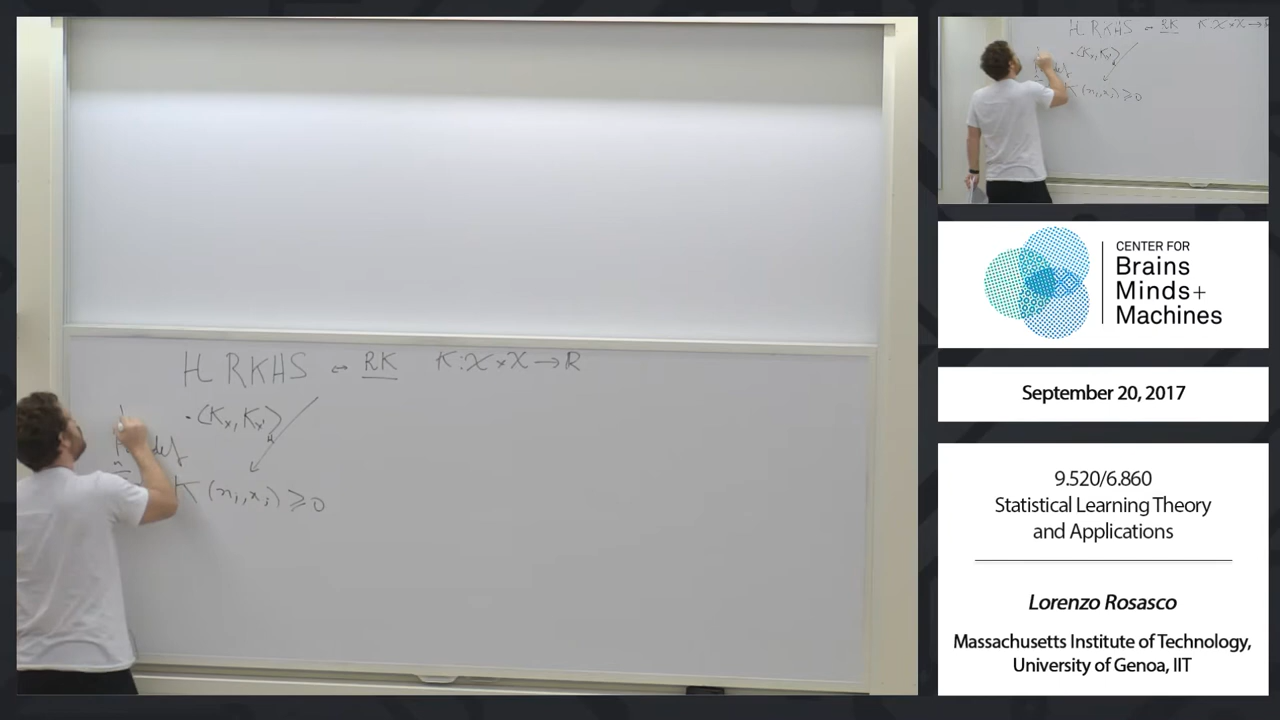 H RKHS ↔ RK K: X × X → R
· ⟨Kx, Kx'⟩
def
K (xi, xj) ⩾ 0
CENTER FOR
Brains
Minds+
Machines
September 20, 2017
9.520/6.860
Statistical Learning Theory
and Applications
Lorenzo Rosasco
Massachusetts Institute of Technology,
University of Genoa, IIT